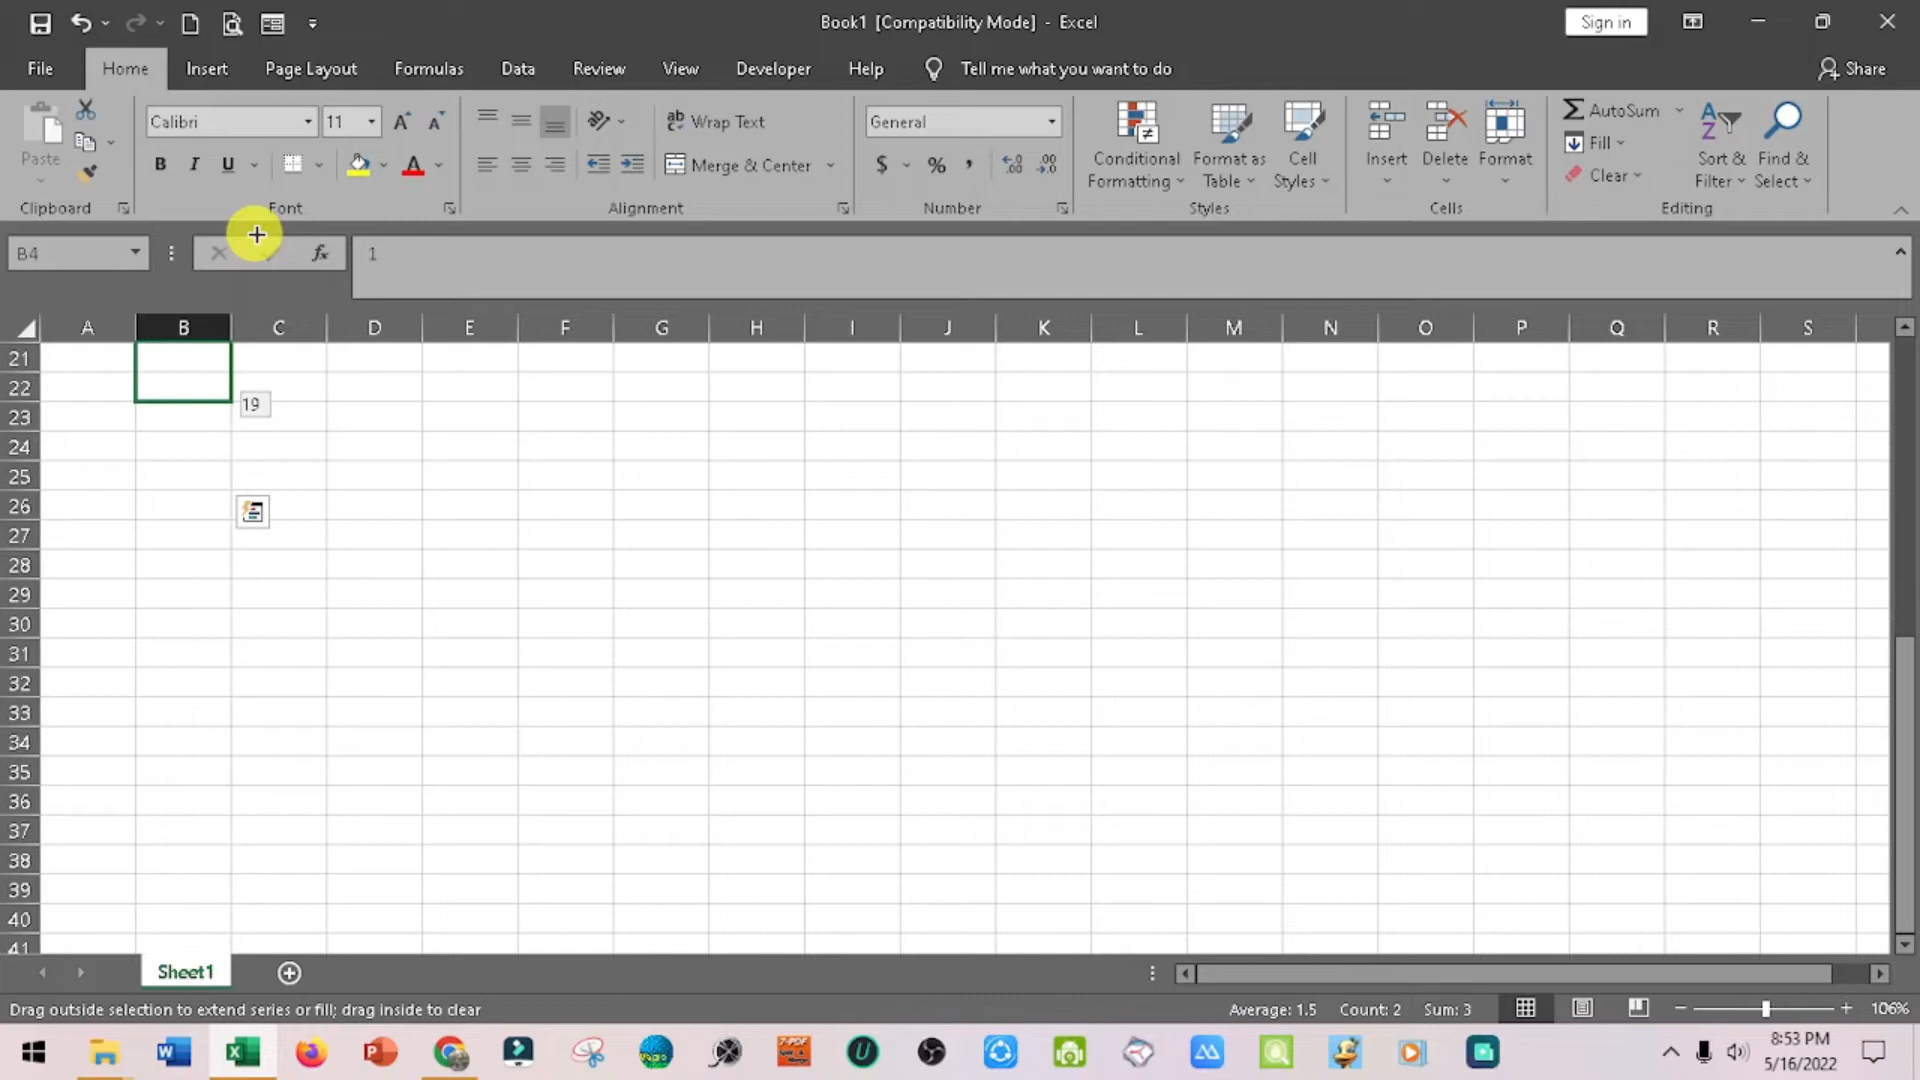 Book1 [Compatibility Mode] - Excel
Sign in
File Home Insert Page Layout Formulas Data Review View Developer Help Tell me what you want to do Share
Calibri 11 Wrap Text General AutoSum
Paste B I U Merge & Center $ % , Conditional Formatting Format as Table Cell Styles Insert Delete Format Fill Clear Sort & Filter Find & Select
Clipboard Font Alignment Number Styles Cells Editing
B4 fx 1
A B C D E F G H I J K L M N O P Q R S
21
22
19
23
24
25
26
27
28
29
30
31
32
33
34
35
36
37
38
39
40
41
Sheet1
Drag outside selection to extend series or fill; drag inside to clear Average: 1.5 Count: 2 Sum: 3 106%
8:53 PM
5/16/2022